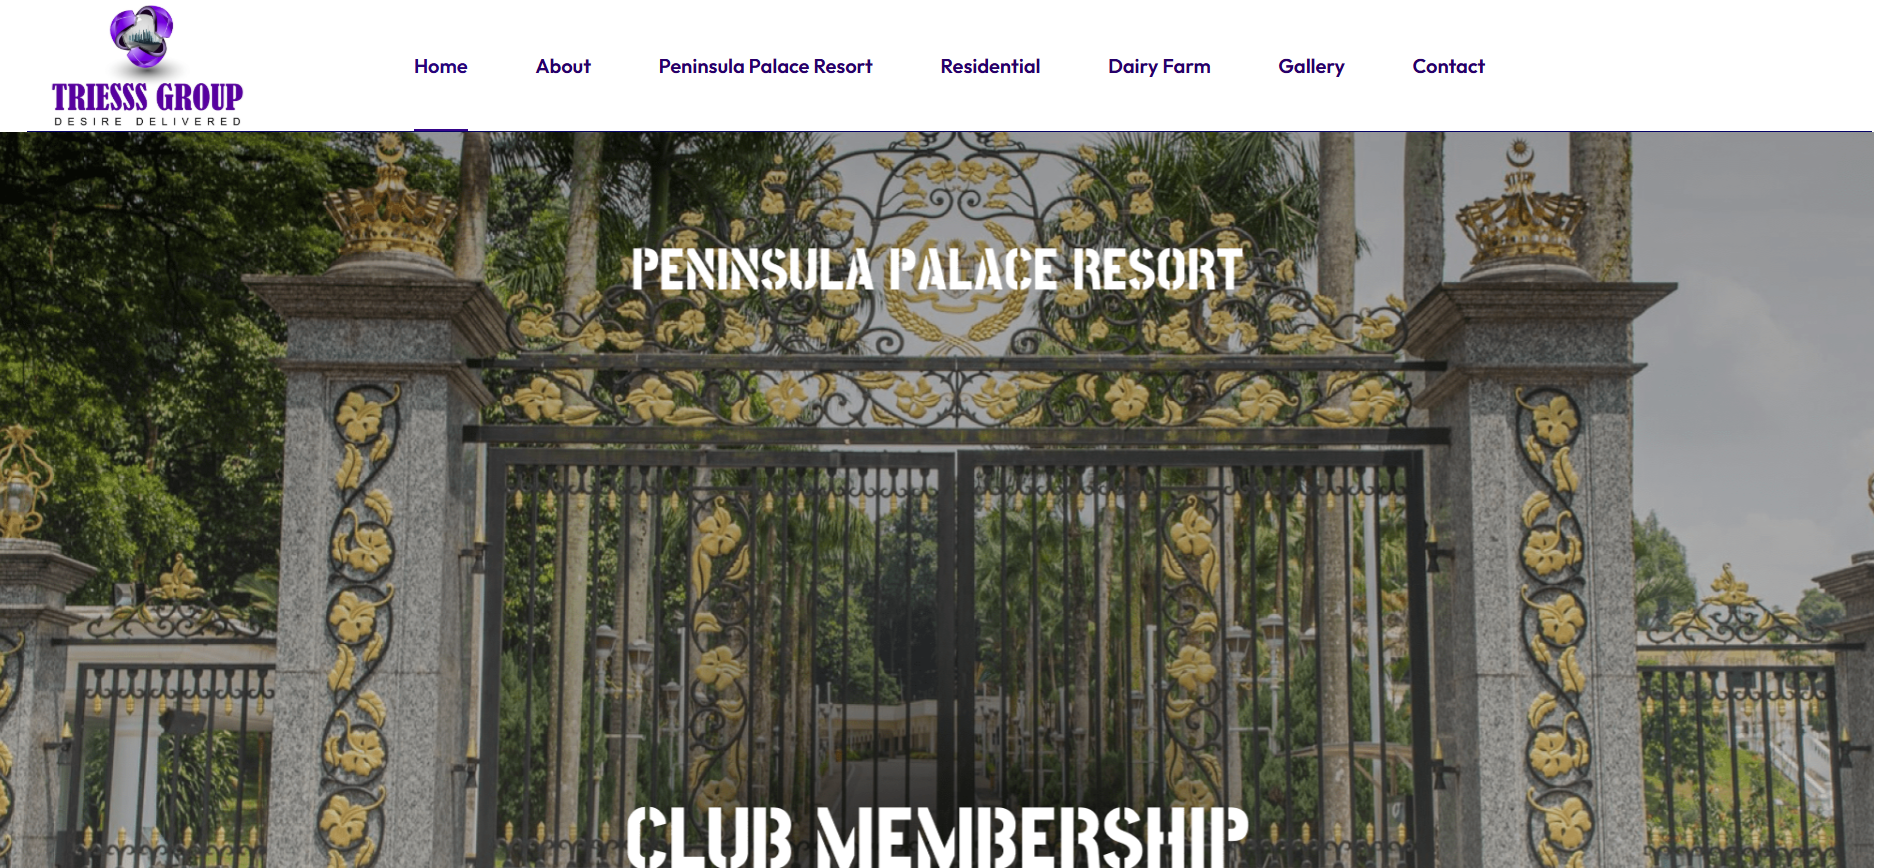 TRIESSS GROUP
DESIRE DELIVERED
Home About Peninsula Palace Resort Residential Dairy Farm Gallery Contact
PENINSULA PALACE RESORT
CLUB MEMBERSHIP